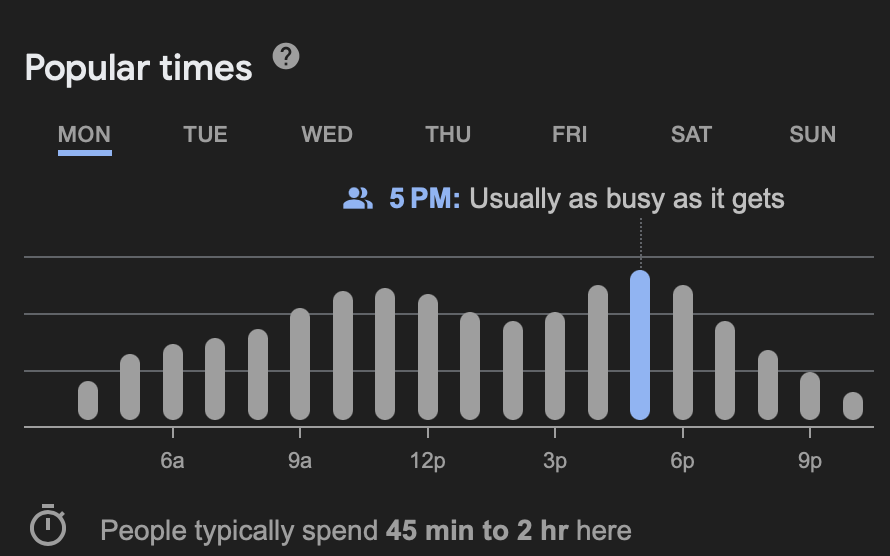 Popular times ?
MON TUE WED THU FRI SAT SUN
5 PM: Usually as busy as it gets
6a 9a 12p 3p 6p 9p
People typically spend 45 min to 2 hr here